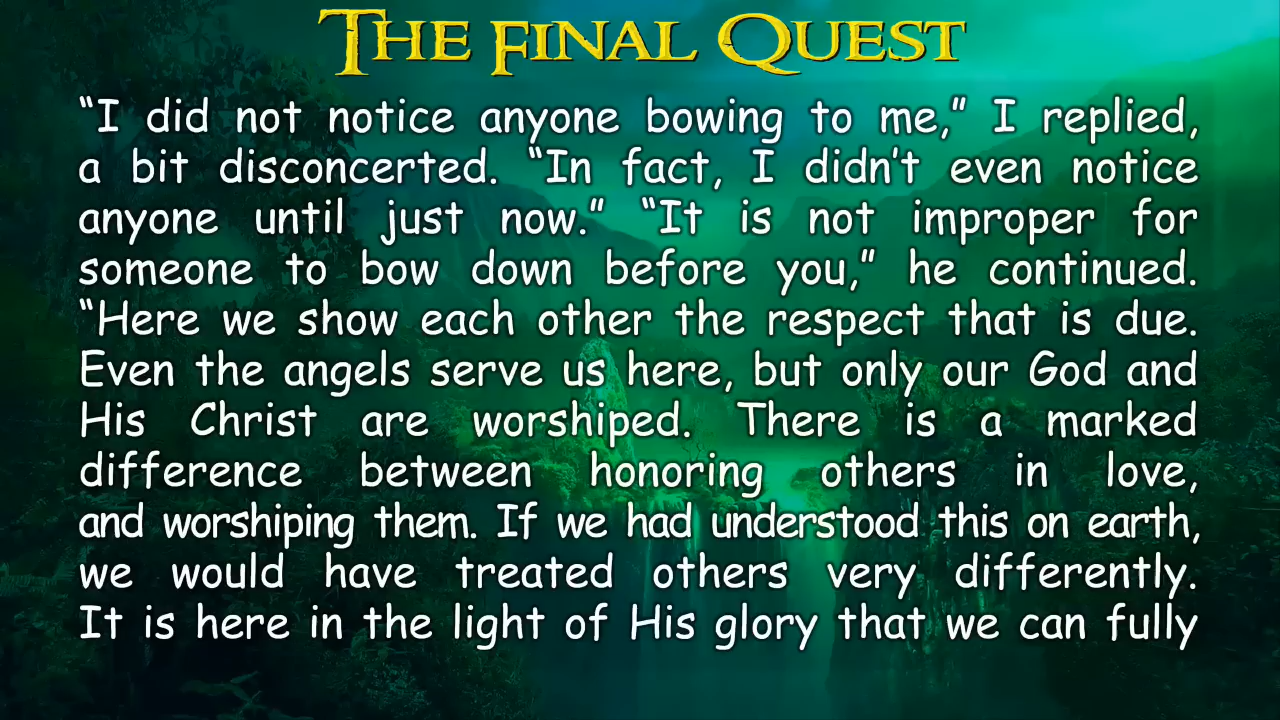 The Final Quest
“I did not notice anyone bowing to me,” I replied,
a bit disconcerted. “In fact, I didn’t even notice
anyone until just now.” “It is not improper for
someone to bow down before you,” he continued.
“Here we show each other the respect that is due.
Even the angels serve us here, but only our God and
His Christ are worshiped. There is a marked
difference between honoring others in love,
and worshiping them. If we had understood this on earth,
we would have treated others very differently.
It is here in the light of His glory that we can fully